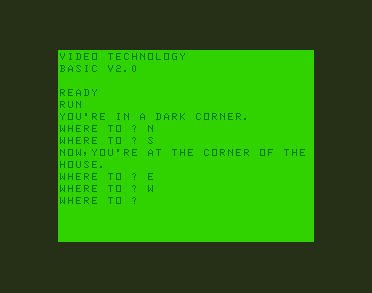 VIDEO TECHNOLOGY
BASIC V2.0
READY
RUN
YOU'RE IN A DARK CORNER.
WHERE TO ? N
WHERE TO ? S
NOW,YOU'RE AT THE CORNER OF THE
HOUSE.
WHERE TO ? E
WHERE TO ? W
WHERE TO ?